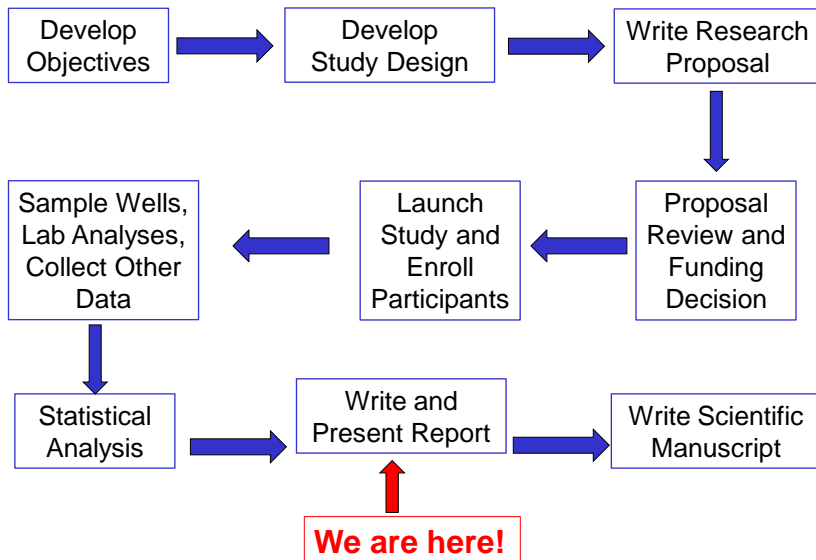 Develop
Objectives
Develop
Study Design
Write Research
Proposal
Proposal
Review and
Funding
Decision
Launch
Study and
Enroll
Participants
Sample Wells,
Lab Analyses,
Collect Other
Data
Statistical
Analysis
Write and
Present Report
Write Scientific
Manuscript
We are here!